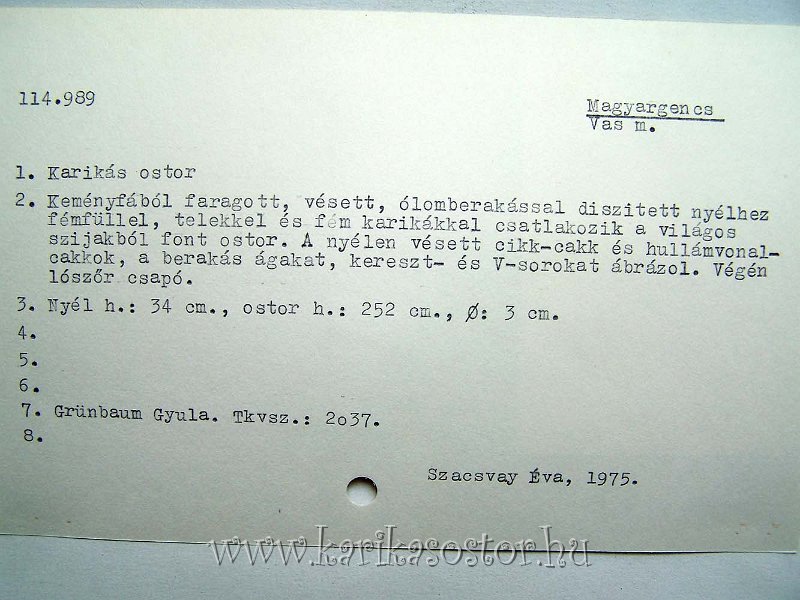 114.989
Magyargencs
Vas m.
1. Karikás ostor
2. Keményfából faragott, vésett, ólomberakással diszitett nyélhez
fémfüllel, telekkel és fém karikákkal csatlakozik a világos
szijakból font ostor. A nyélen vésett cikk-cakk és hullámvonal-
cakkok, a berakás ágakat, kereszt- és V-sorokat ábrázol. Végén
lószőr csapó.
3. Nyél h.: 34 cm., ostor h.: 252 cm., Ø: 3 cm.
4.
5.
6.
7. Grünbaum Gyula. Tkvsz.: 2o37.
8.
Szacsvay Éva, 1975.
www.karikasostor.hu